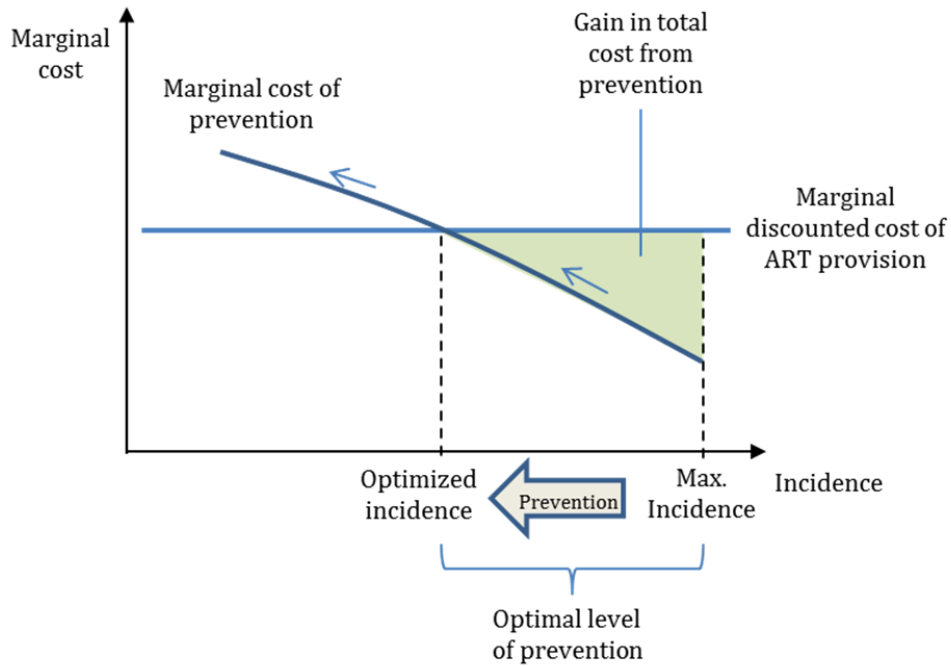 Marginal
cost
Marginal cost of
prevention
Gain in total
cost from
prevention
Marginal
discounted cost of
ART provision
Optimized
incidence
Prevention
Max.
Incidence
Incidence
Optimal level
of prevention